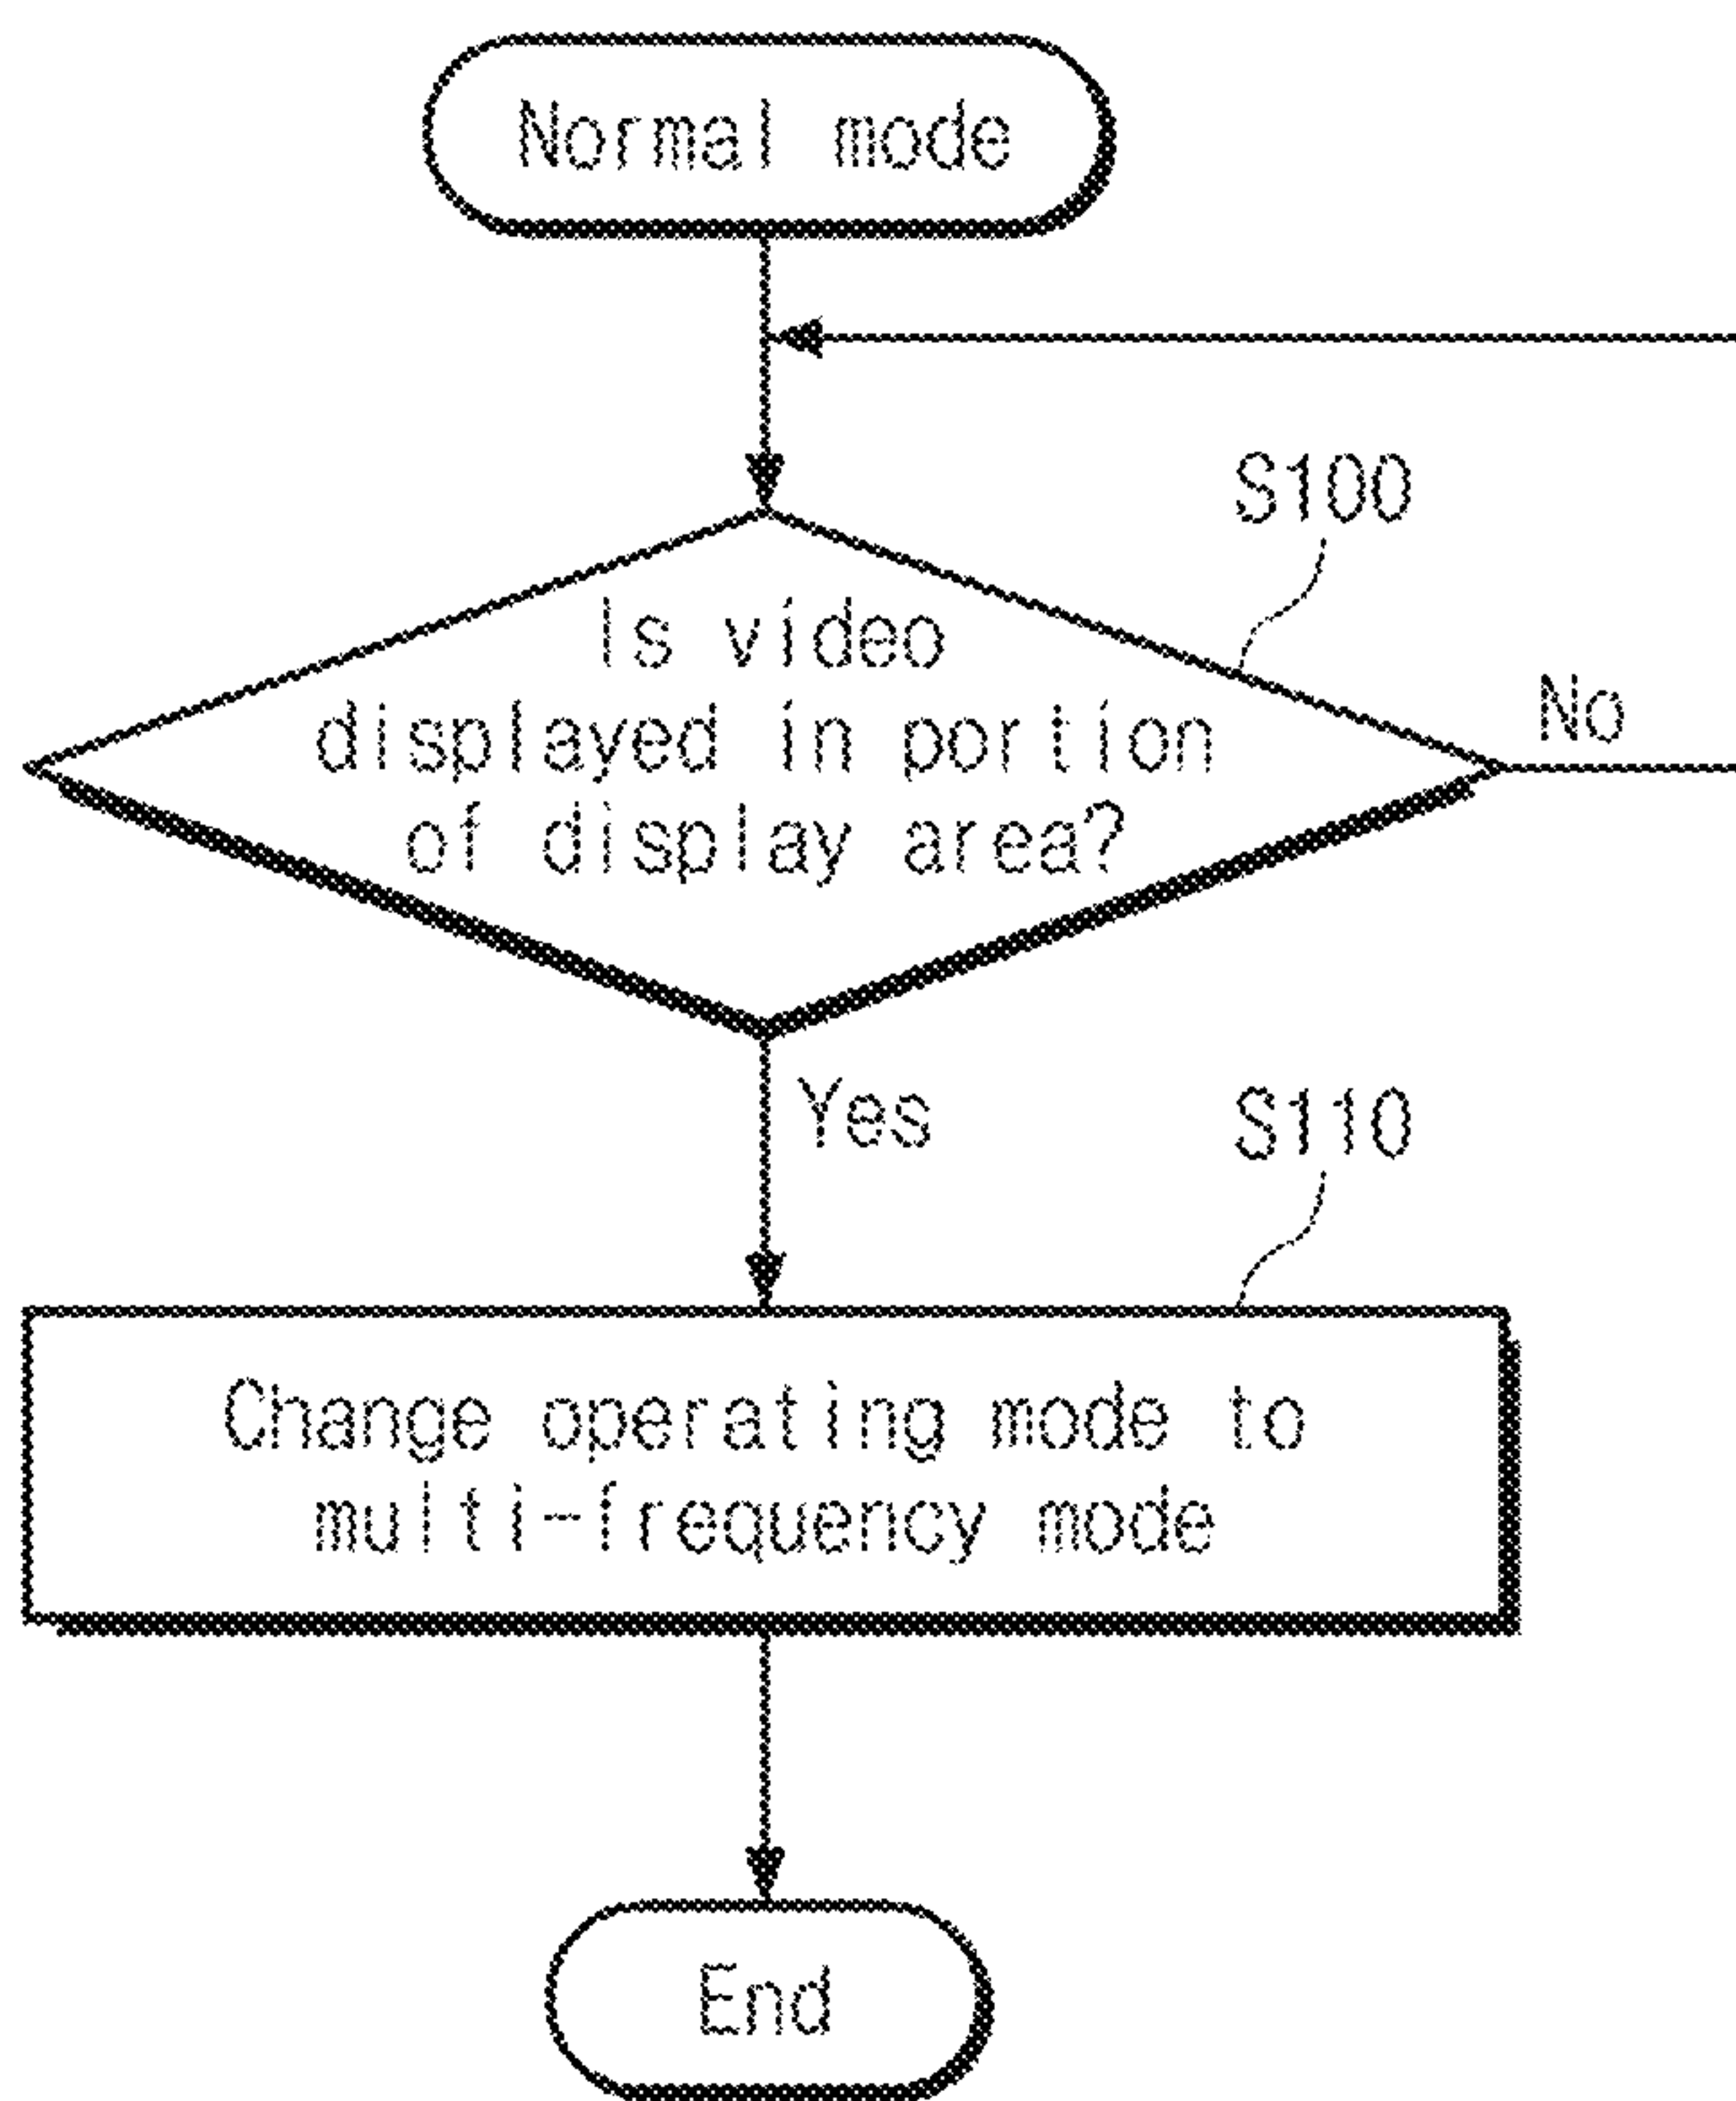 Normal mode
S100
Is video
displayed in portion
of display area?
No
Yes
S110
Change operating mode to
multi-frequency mode
End